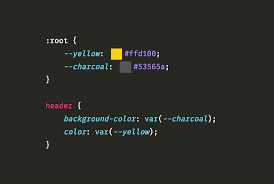 :root {
--yellow: #ffd100;
--charcoal: #53565a;
}
header {
background-color: var(--charcoal);
color: var(--yellow);
}